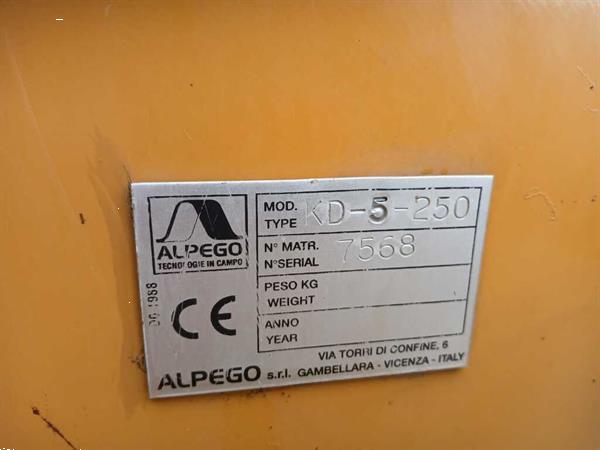 ALPEGO
TECNOLOGIE IN CAMPO
CE
MOD.
TYPE KD-5-250
N° MATR.
N°SERIAL 7568
PESO KG
WEIGHT
ANNO
YEAR
VIA TORRI DI CONFINE, 6
ALPEGO s.r.l. GAMBELLARA - VICENZA - ITALY